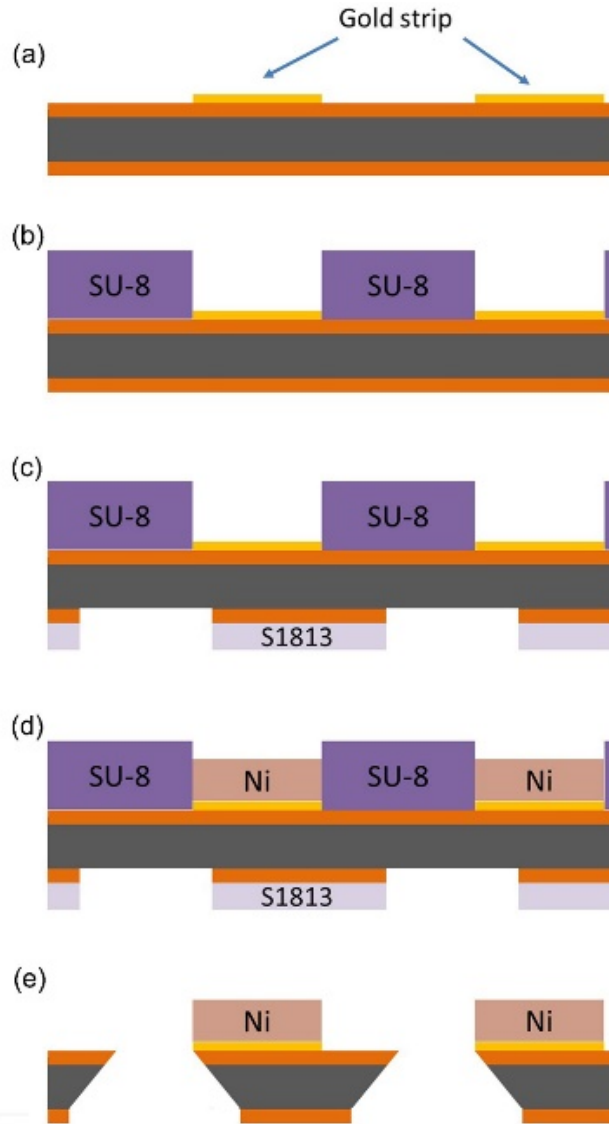 Gold strip
(a)
(b)
SU-8 SU-8
(c)
SU-8 SU-8
S1813
(d)
SU-8 Ni SU-8 Ni
S1813
(e)
Ni Ni